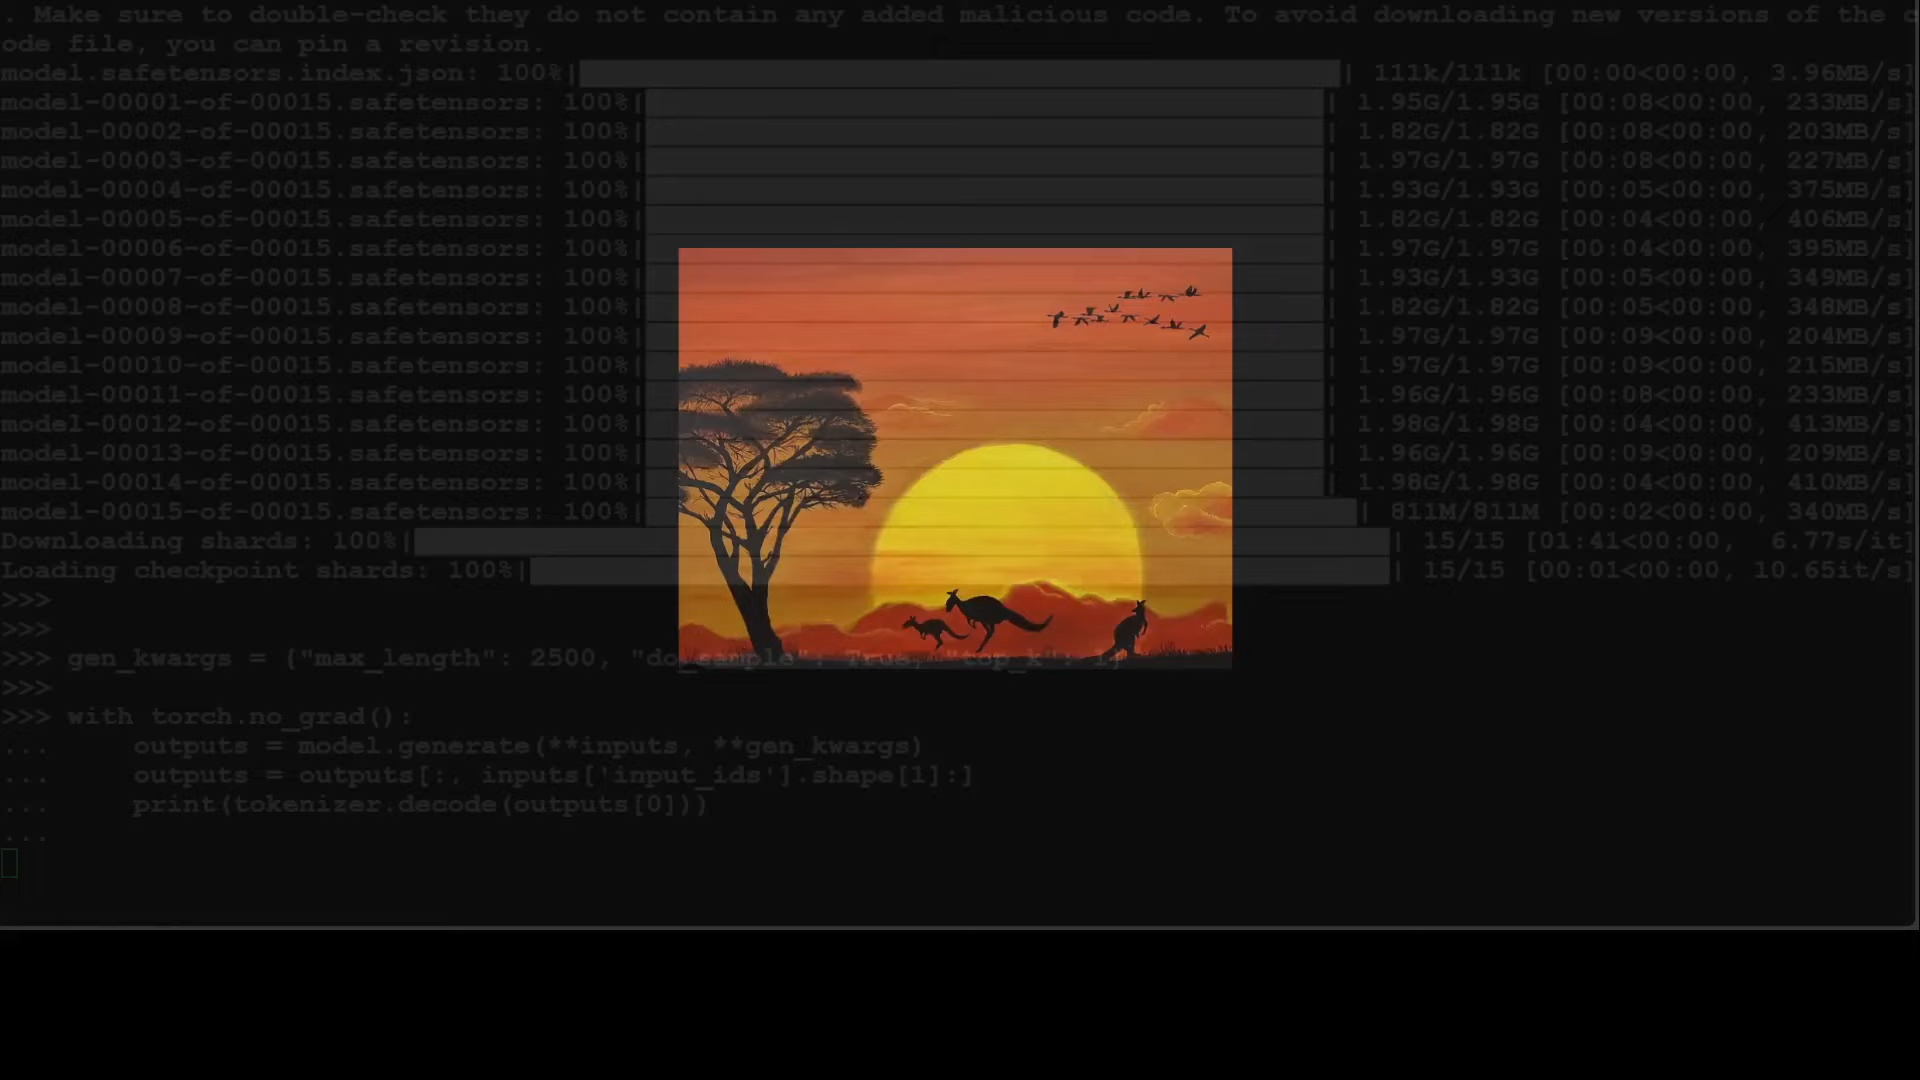 . Make sure to double-check they do not contain any added malicious code. To avoid downloading new versions of the c
ode file, you can pin a revision.
model.safetensors.index.json: 100%| | 111k/111k [00:00<00:00, 3.96MB/s]
model-00001-of-00015.safetensors: 100%| | 1.95G/1.95G [00:08<00:00, 233MB/s]
model-00002-of-00015.safetensors: 100%| | 1.82G/1.82G [00:08<00:00, 203MB/s]
model-00003-of-00015.safetensors: 100%| | 1.97G/1.97G [00:08<00:00, 227MB/s]
model-00004-of-00015.safetensors: 100%| | 1.93G/1.93G [00:05<00:00, 375MB/s]
model-00005-of-00015.safetensors: 100%| | 1.82G/1.82G [00:04<00:00, 406MB/s]
model-00006-of-00015.safetensors: 100%| | 1.97G/1.97G [00:04<00:00, 395MB/s]
model-00007-of-00015.safetensors: 100%| | 1.93G/1.93G [00:05<00:00, 349MB/s]
model-00008-of-00015.safetensors: 100%| | 1.82G/1.82G [00:05<00:00, 348MB/s]
model-00009-of-00015.safetensors: 100%| | 1.97G/1.97G [00:09<00:00, 204MB/s]
model-00010-of-00015.safetensors: 100%| | 1.97G/1.97G [00:09<00:00, 215MB/s]
model-00011-of-00015.safetensors: 100%| | 1.96G/1.96G [00:08<00:00, 233MB/s]
model-00012-of-00015.safetensors: 100%| | 1.98G/1.98G [00:04<00:00, 413MB/s]
model-00013-of-00015.safetensors: 100%| | 1.96G/1.96G [00:09<00:00, 209MB/s]
model-00014-of-00015.safetensors: 100%| | 1.98G/1.98G [00:04<00:00, 410MB/s]
model-00015-of-00015.safetensors: 100%| | 811M/811M [00:02<00:00, 340MB/s]
Downloading shards: 100%| | 15/15 [01:41<00:00, 6.77s/it]
Loading checkpoint shards: 100%| | 15/15 [00:01<00:00, 10.65it/s]
>>>
>>>
>>> gen_kwargs = {"max_length": 2500, "do_sample": True, "top_k": 1}
>>>
>>> with torch.no_grad():
...     outputs = model.generate(**inputs, **gen_kwargs)
...     outputs = outputs[:, inputs['input_ids'].shape[1]:]
...     print(tokenizer.decode(outputs[0]))
...